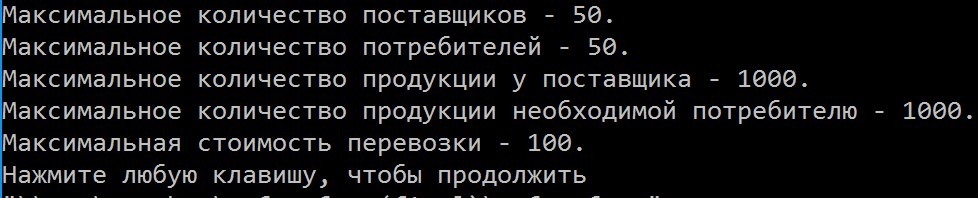 Максимальное количество поставщиков - 50.
Максимальное количество потребителей - 50.
Максимальное количество продукции у поставщика - 1000.
Максимальное количество продукции необходимой потребителю - 1000.
Максимальная стоимость перевозки - 100.
Нажмите любую клавишу, чтобы продолжить